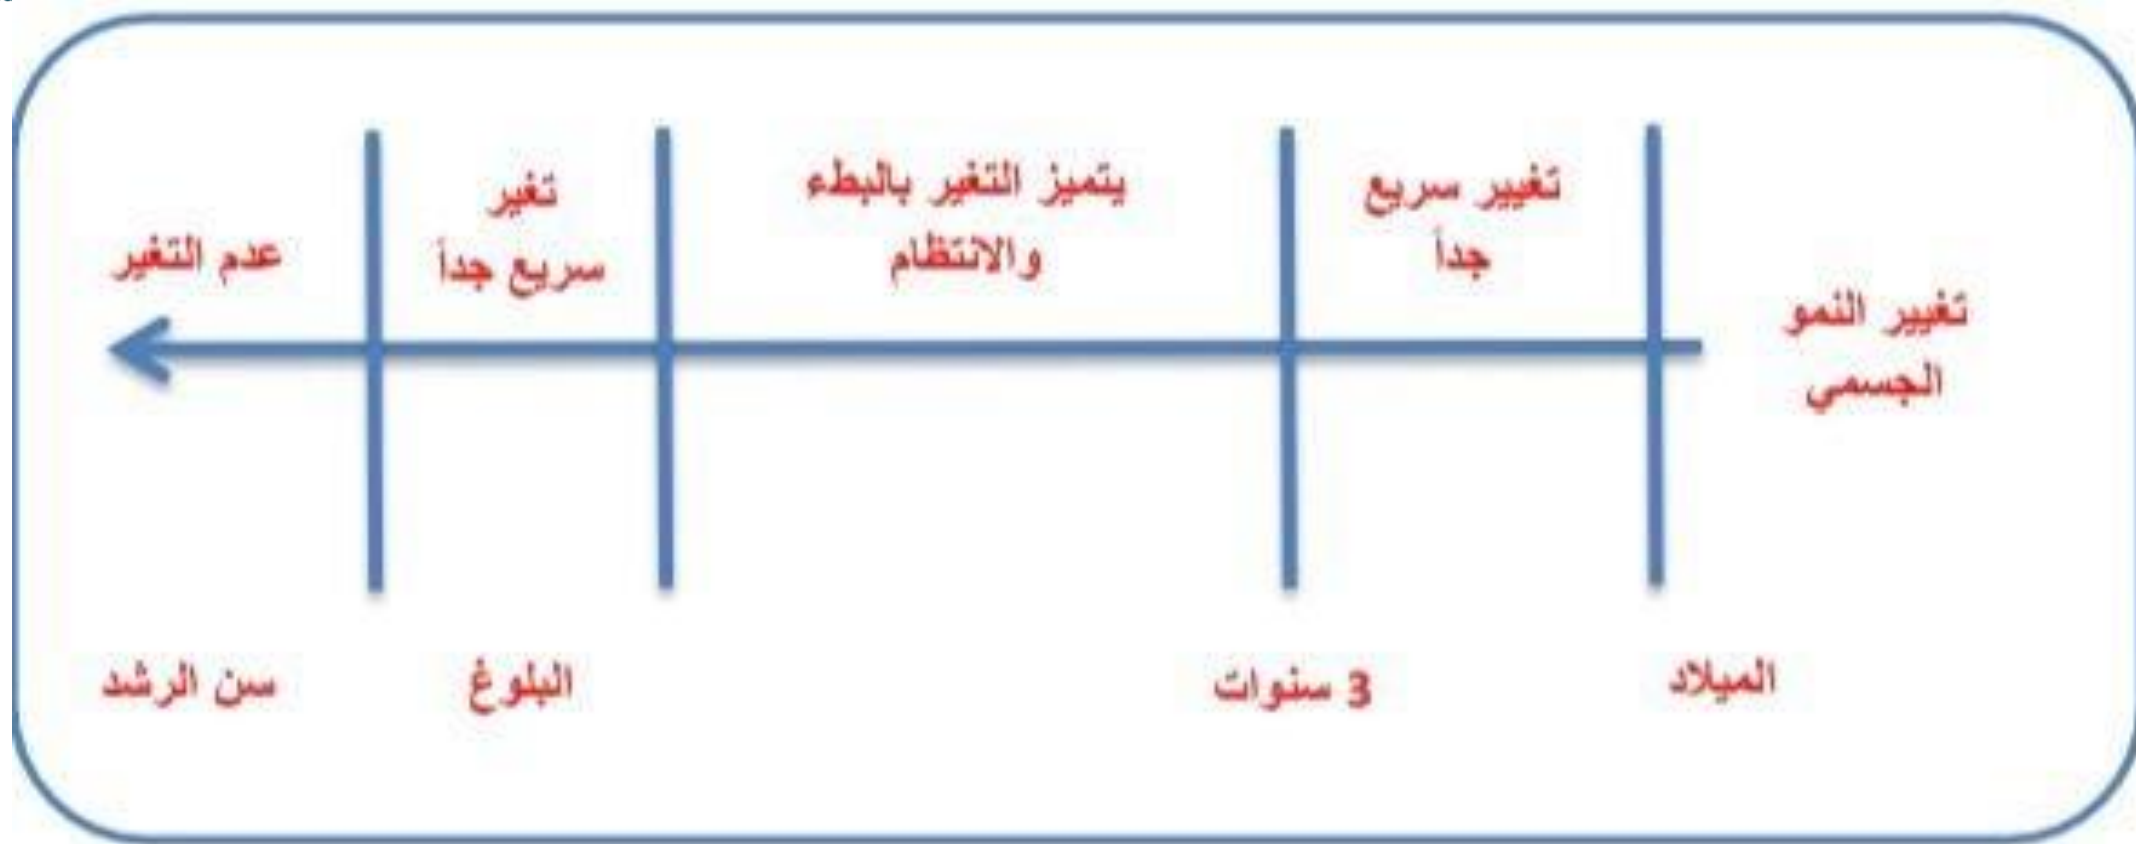 تغيير النمو
الجسمي
تغيير سريع
جداً
يتميز التغير بالبطء
والانتظام
تغير
سريع جداً
عدم التغير
الميلاد
3 سنوات
البلوغ
سن الرشد